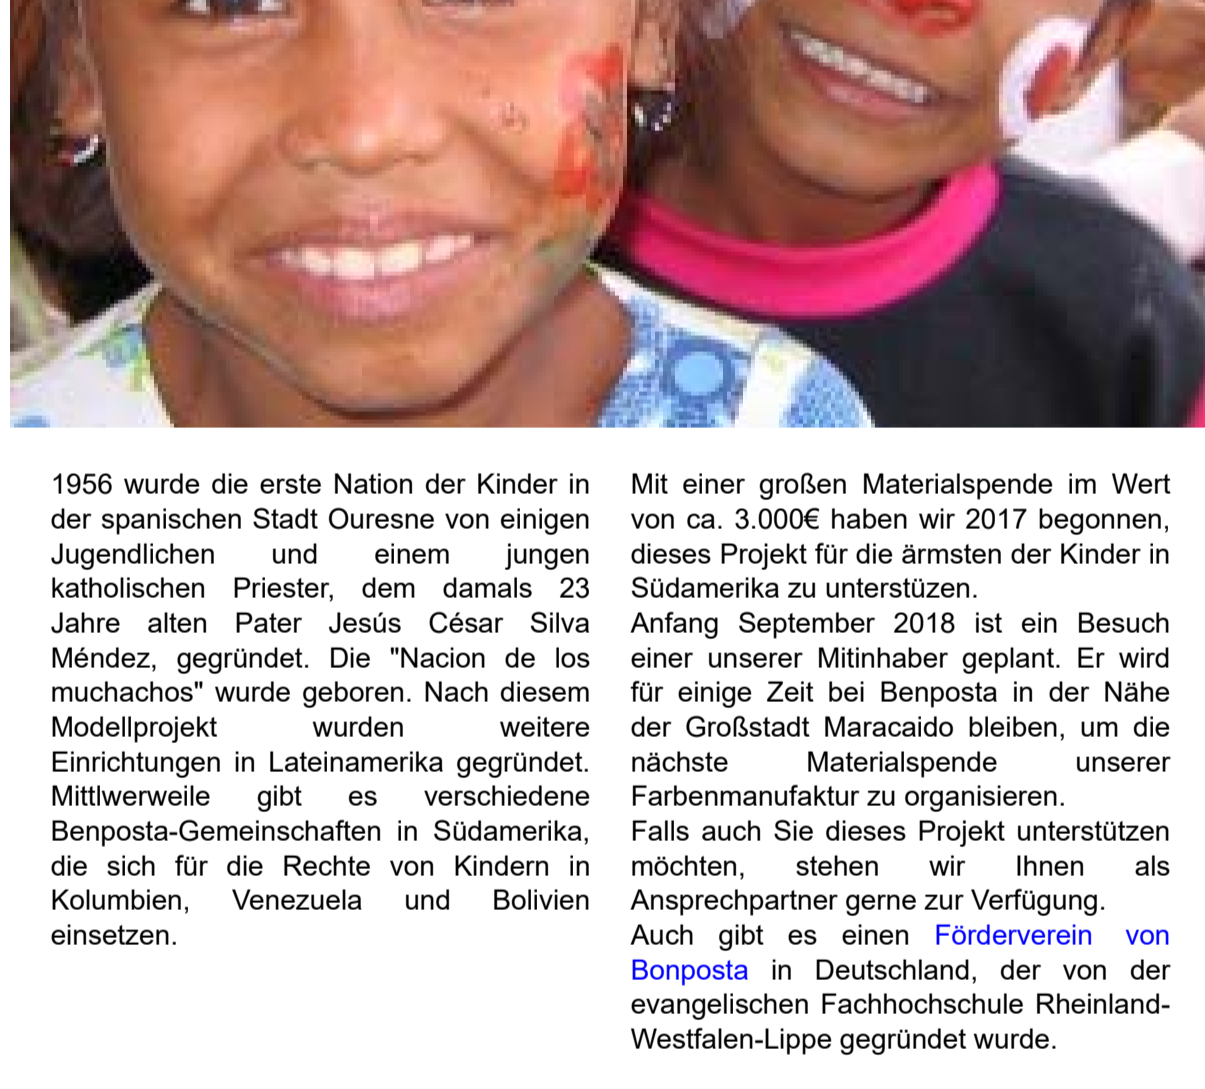 1956 wurde die erste Nation der Kinder in
der spanischen Stadt Ouresne von einigen
Jugendlichen und einem jungen
katholischen Priester, dem damals 23
Jahre alten Pater Jesús César Silva
Méndez, gegründet. Die "Nacion de los
muchachos" wurde geboren. Nach diesem
Modellprojekt wurden weitere
Einrichtungen in Lateinamerika gegründet.
Mittlwerweile gibt es verschiedene
Benposta-Gemeinschaften in Südamerika,
die sich für die Rechte von Kindern in
Kolumbien, Venezuela und Bolivien
einsetzen.
Mit einer großen Materialspende im Wert
von ca. 3.000€ haben wir 2017 begonnen,
dieses Projekt für die ärmsten der Kinder in
Südamerika zu unterstüzen.
Anfang September 2018 ist ein Besuch
einer unserer Mitinhaber geplant. Er wird
für einige Zeit bei Benposta in der Nähe
der Großstadt Maracaido bleiben, um die
nächste Materialspende unserer
Farbenmanufaktur zu organisieren.
Falls auch Sie dieses Projekt unterstützen
möchten, stehen wir Ihnen als
Ansprechpartner gerne zur Verfügung.
Auch gibt es einen Förderverein von
Bonposta in Deutschland, der von der
evangelischen Fachhochschule Rheinland-
Westfalen-Lippe gegründet wurde.